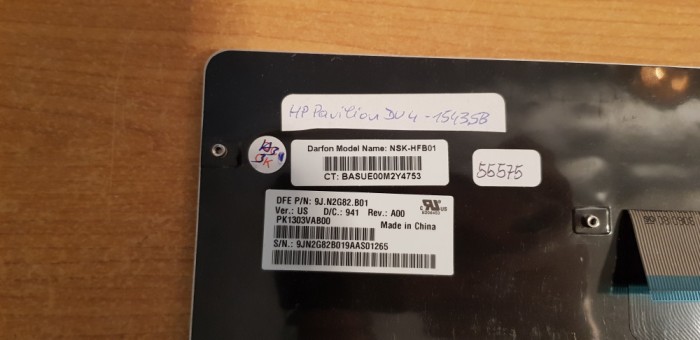 HP Pavilion DV4 - 1543SB
Darfon Model Name: NSK-HFB01
CT: BASUE00M2Y4753
55575
DFE P/N: 9J.N2G82.B01
Ver.: US D/C.: 941 Rev.: A00
PK1303VAB00
Made in China
S/N.: 9JN2G82B019AAS01265